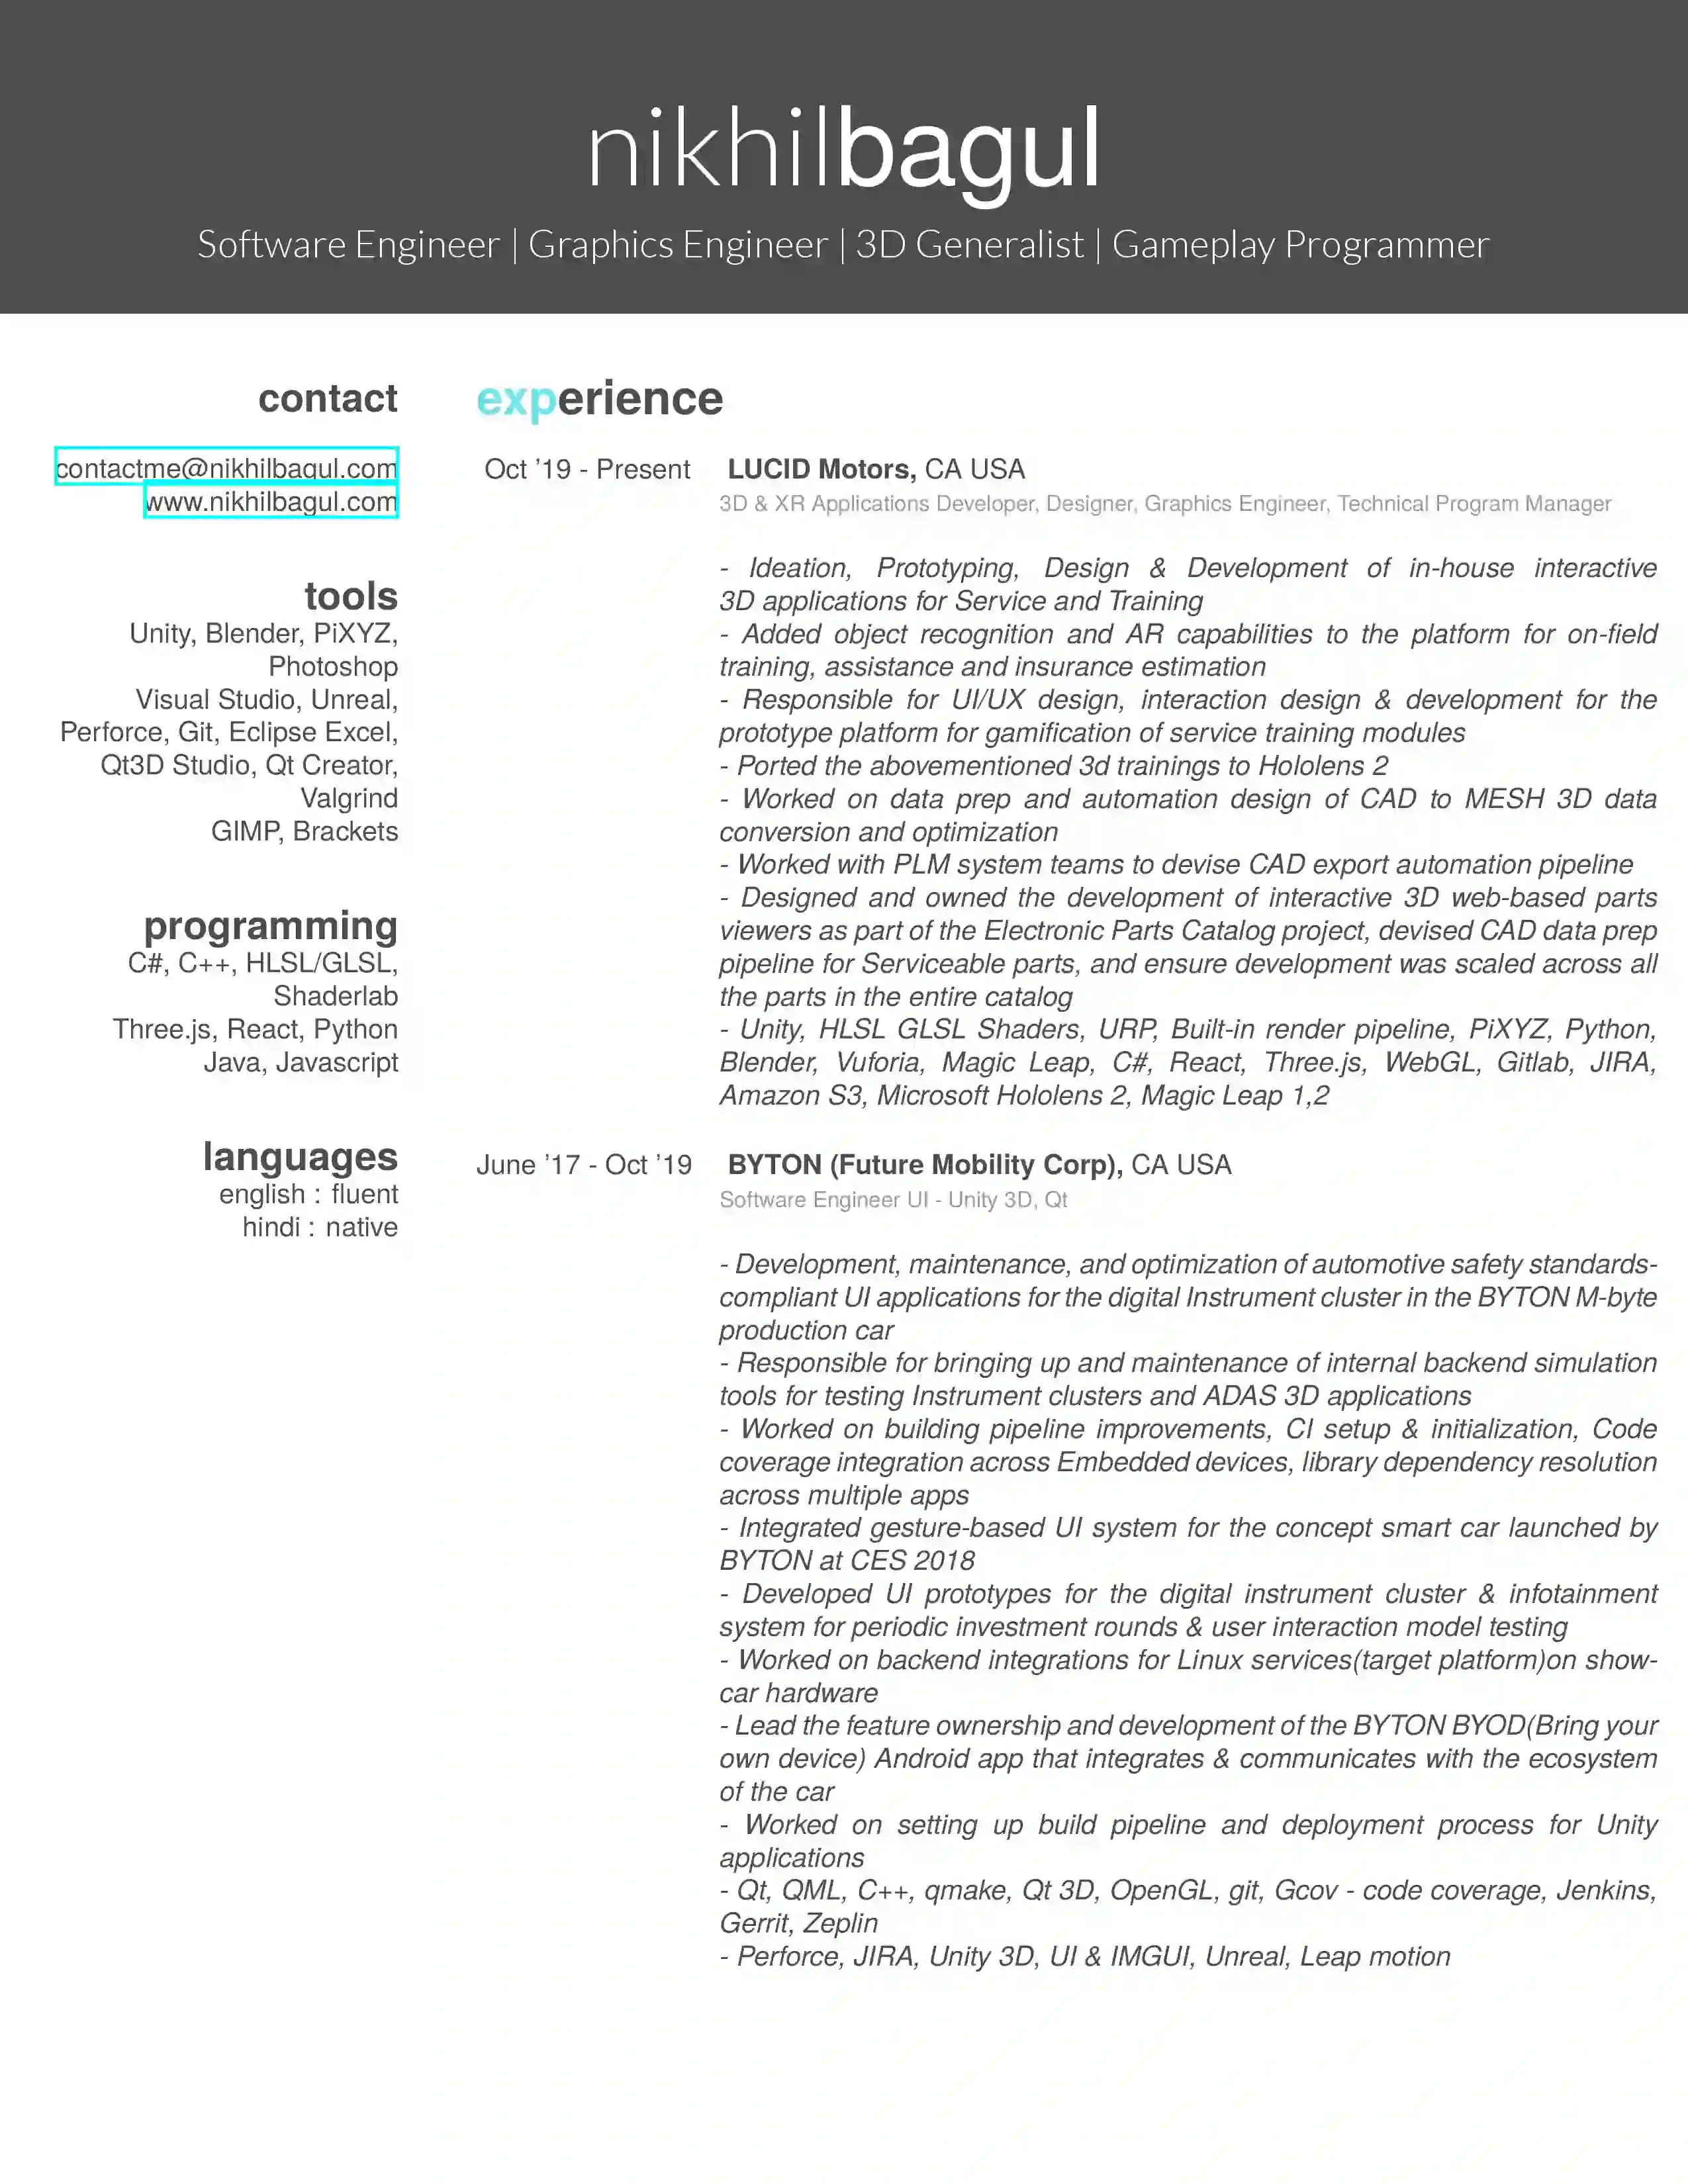 nikhilbagul
Software Engineer | Graphics Engineer | 3D Generalist | Gameplay Programmer
contact
contactme@nikhilbagul.com
www.nikhilbagul.com
tools
Unity, Blender, PiXYZ,
Photoshop
Visual Studio, Unreal,
Perforce, Git, Eclipse Excel,
Qt3D Studio, Qt Creator,
Valgrind
GIMP, Brackets
programming
C#, C++, HLSL/GLSL,
Shaderlab
Three.js, React, Python
Java, Javascript
languages
english : fluent
hindi : native
experience
Oct ’19 - Present LUCID Motors, CA USA
3D & XR Applications Developer, Designer, Graphics Engineer, Technical Program Manager
- Ideation, Prototyping, Design & Development of in-house interactive
3D applications for Service and Training
- Added object recognition and AR capabilities to the platform for on-field
training, assistance and insurance estimation
- Responsible for UI/UX design, interaction design & development for the
prototype platform for gamification of service training modules
- Ported the abovementioned 3d trainings to Hololens 2
- Worked on data prep and automation design of CAD to MESH 3D data
conversion and optimization
- Worked with PLM system teams to devise CAD export automation pipeline
- Designed and owned the development of interactive 3D web-based parts
viewers as part of the Electronic Parts Catalog project, devised CAD data prep
pipeline for Serviceable parts, and ensure development was scaled across all
the parts in the entire catalog
- Unity, HLSL GLSL Shaders, URP, Built-in render pipeline, PiXYZ, Python,
Blender, Vuforia, Magic Leap, C#, React, Three.js, WebGL, Gitlab, JIRA,
Amazon S3, Microsoft Hololens 2, Magic Leap 1,2
June ’17 - Oct ’19 BYTON (Future Mobility Corp), CA USA
Software Engineer UI - Unity 3D, Qt
- Development, maintenance, and optimization of automotive safety standards-
compliant UI applications for the digital Instrument cluster in the BYTON M-byte
production car
- Responsible for bringing up and maintenance of internal backend simulation
tools for testing Instrument clusters and ADAS 3D applications
- Worked on building pipeline improvements, CI setup & initialization, Code
coverage integration across Embedded devices, library dependency resolution
across multiple apps
- Integrated gesture-based UI system for the concept smart car launched by
BYTON at CES 2018
- Developed UI prototypes for the digital instrument cluster & infotainment
system for periodic investment rounds & user interaction model testing
- Worked on backend integrations for Linux services(target platform)on show-
car hardware
- Lead the feature ownership and development of the BYTON BYOD(Bring your
own device) Android app that integrates & communicates with the ecosystem
of the car
- Worked on setting up build pipeline and deployment process for Unity
applications
- Qt, QML, C++, qmake, Qt 3D, OpenGL, git, Gcov - code coverage, Jenkins,
Gerrit, Zeplin
- Perforce, JIRA, Unity 3D, UI & IMGUI, Unreal, Leap motion